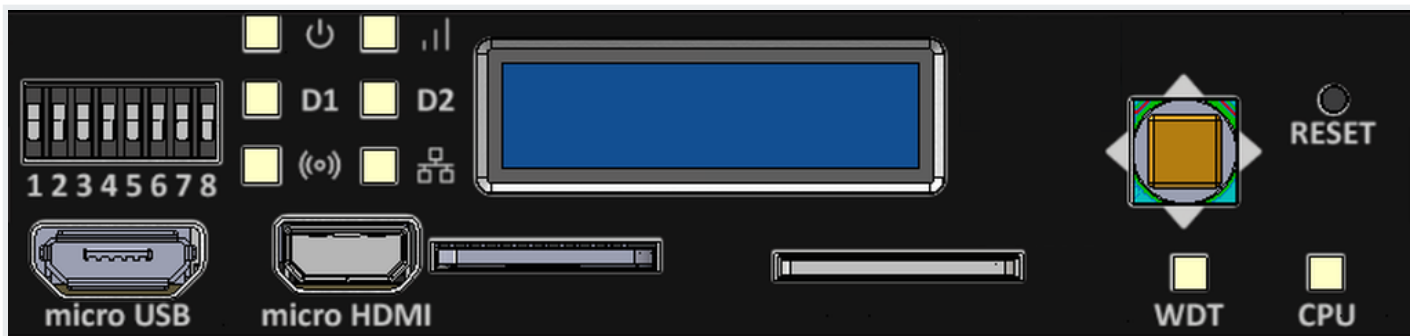 D1 D2
1 2 3 4 5 6 7 8
RESET
micro USB
micro HDMI
WDT
CPU